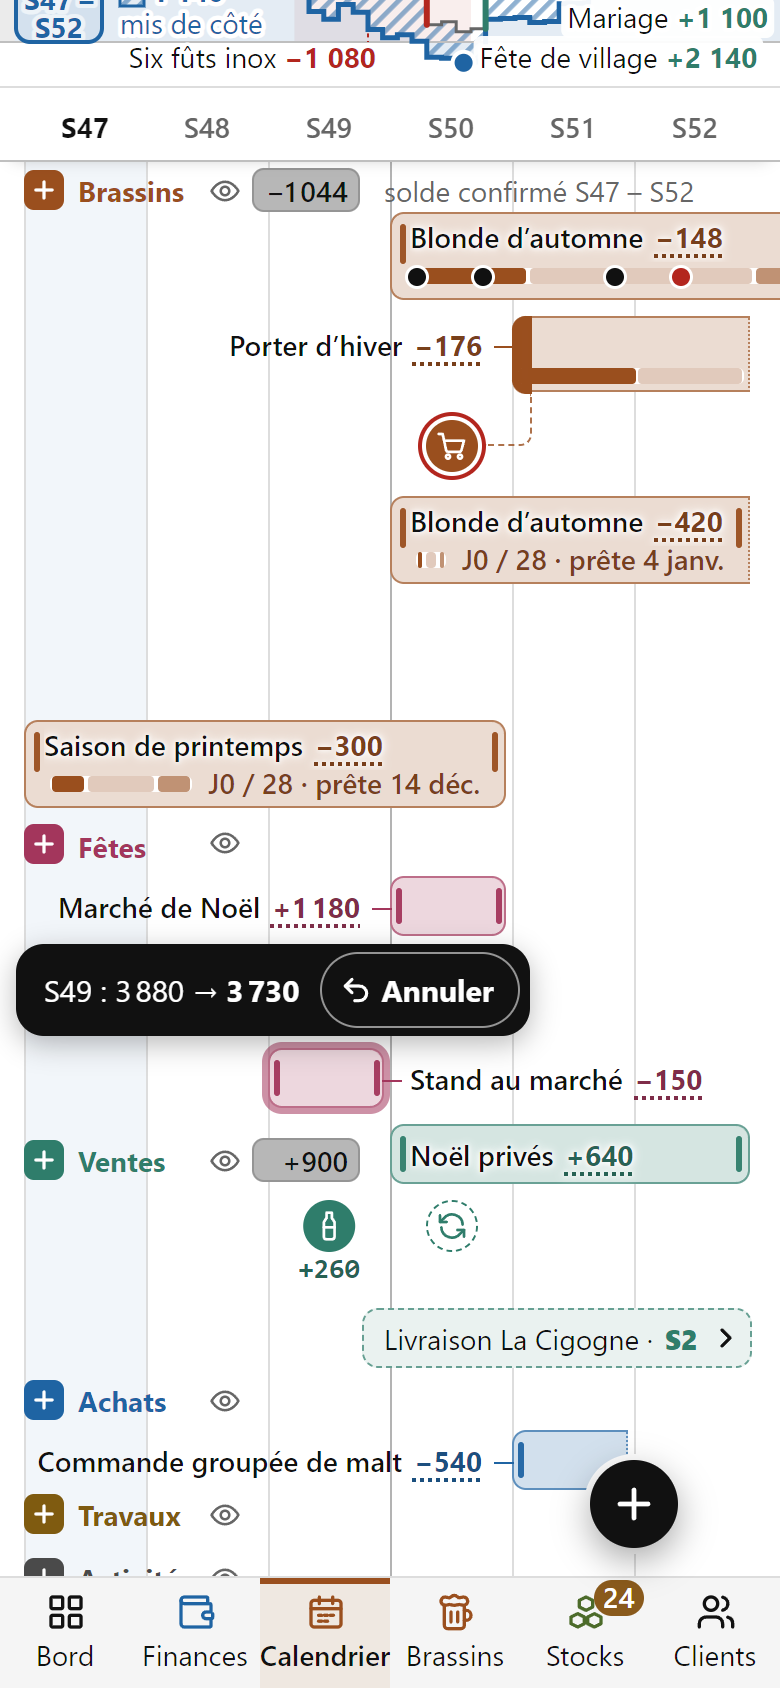 S47 –
S52
mis de côté
Mariage +1 100
Six fûts inox −1 080
Fête de village +2 140
S47 S48 S49 S50 S51 S52
Brassins −1044 solde confirmé S47 – S52
Blonde d’automne −148
Porter d’hiver −176
Blonde d’automne −420
J0 / 28 · prête 4 janv.
Saison de printemps −300
J0 / 28 · prête 14 déc.
Fêtes
Marché de Noël +1 180
S49 : 3 880 → 3 730 Annuler
Stand au marché −150
Ventes +900 Noël privés +640
+260
Livraison La Cigogne · S2
Achats
Commande groupée de malt −540
Travaux
24
Bord Finances Calendrier Brassins Stocks Clients